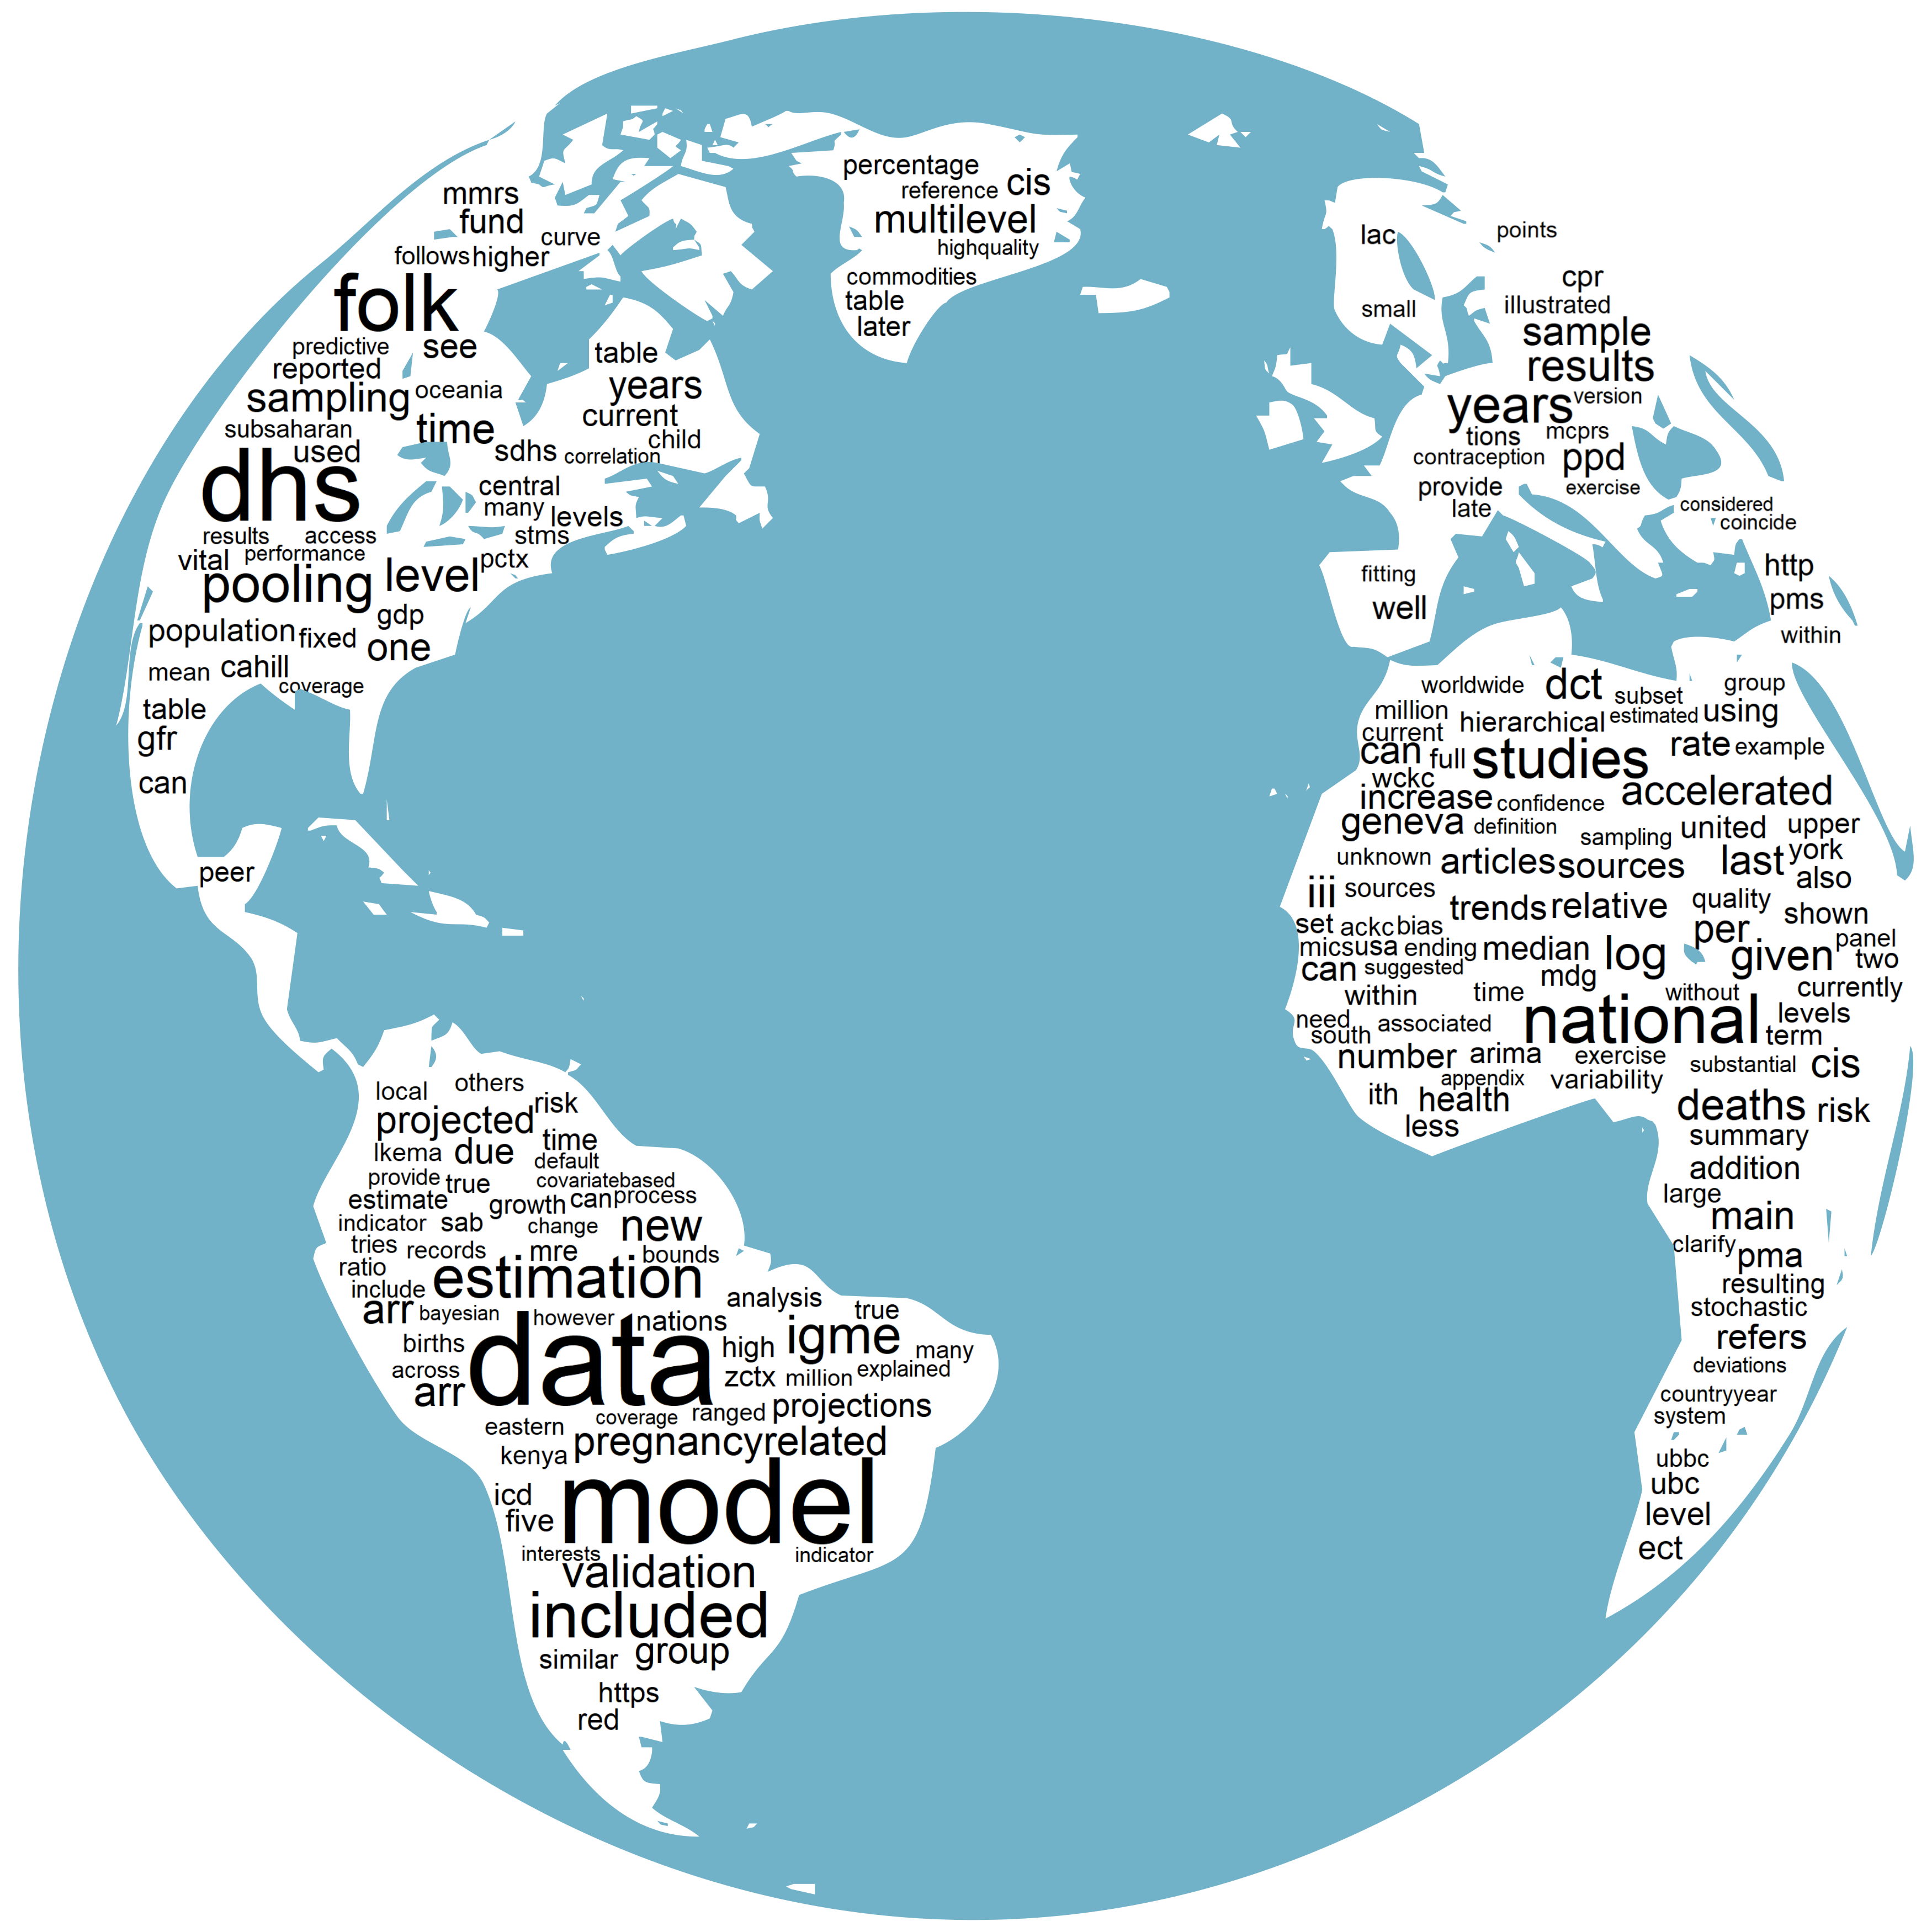 mmrs
fund
curve
follows higher
folk
predictive see
reported
sampling oceania
subsaharan time
used
dhs
results access
vital performance
pooling level
gdp
population fixed one
mean cahill
coverage
table
gfr
can
peer
table
years
current
child
sdhs correlation
central
many levels
stms
pctx
percentage
reference cis
multilevel
highquality
commodities
table
later
lac
small
points
cpr
illustrated
sample
results
years version
tions mcprs
contraception ppd
provide exercise
late
considered
coincide
fitting
well
http
pms
within
worldwide dct subset group
million hierarchical estimated using
current
can full studies rate example
wckc
increase confidence accelerated
geneva definition sampling united upper
unknown articles sources last york
iii sources also
trends relative quality shown
set ackc bias per panel
mics usa ending median log given two
can suggested mdg
within time without currently
need national levels
south associated term
number arima exercise substantial cis
appendix variability
ith health deaths risk
less summary
addition
large
main
clarify pma
resulting
stochastic
refers
deviations
countryyear
system
ubbc
ubc
level
ect
local others
projected risk
lkema due time
default
provide true covariatebased
estimate growth can process
indicator sab change new
tries records mre bounds
ratio estimation
include
arr bayesian however nations analysis true
births data high igme many
across zctx million explained
arr
eastern coverage ranged projections
kenya pregnancyrelated
icd model
five
interests indicator
validation
included
similar group
https
red